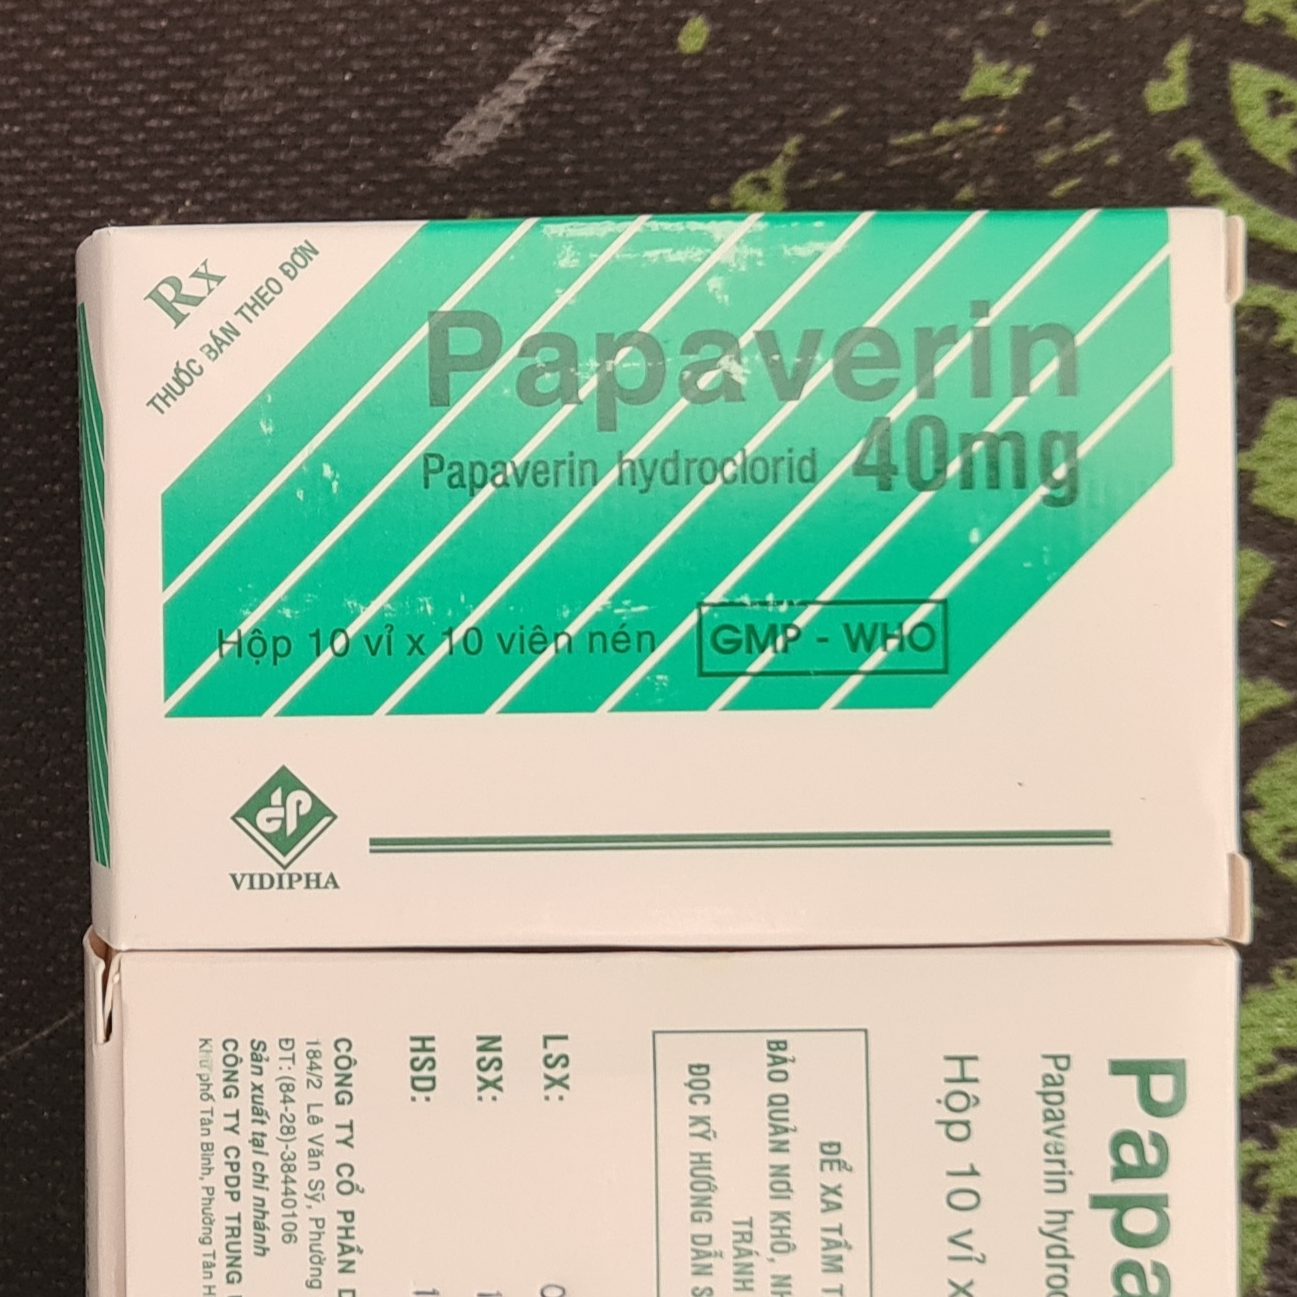 Rx
THUỐC BÁN THEO ĐƠN
Papaverin
Papaverin hydroclorid 40mg
Hộp 10 vỉ x 10 viên nén
GMP - WHO
VIDIPHA
Papa
Papaverin hydroc
Hộp 10 vỉ x
ĐỂ XA TẦM T
BẢO QUẢN NƠI KHÔ, NH
TRÁNH
ĐỌC KỸ HƯỚNG DẪN S
LSX:
NSX:
HSD:
CÔNG TY CỔ PHẦN D
184/2 Lê Văn Sỹ, Phường
ĐT: (84-28)-38440106
Sản xuất tại chi nhánh
CÔNG TY CPDP TRUNG
Khu phố Tân Bình, Phường Tân H